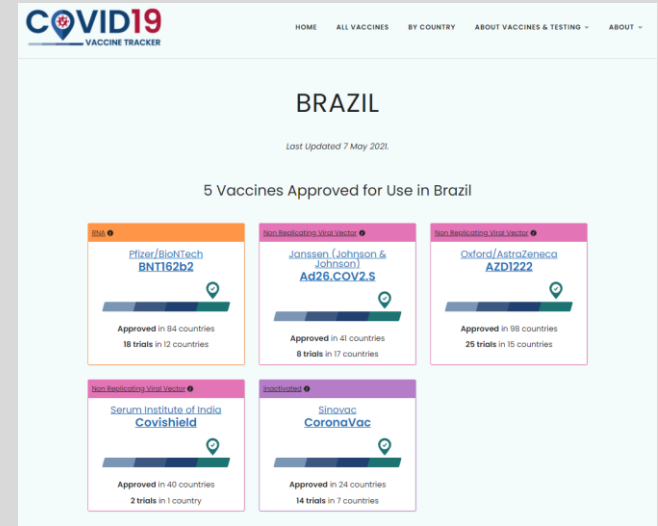 COVID19
VACCINE TRACKER
HOME ALL VACCINES BY COUNTRY ABOUT VACCINES & TESTING ABOUT
BRAZIL
Last Updated 7 May 2021.
5 Vaccines Approved for Use in Brazil
RNA
Pfizer/BioNTech
BNT162b2
Approved in 84 countries
18 trials in 12 countries
Non Replicating Viral Vector
Janssen (Johnson &
Johnson)
Ad26.COV2.S
Approved in 41 countries
8 trials in 17 countries
Non Replicating Viral Vector
Oxford/AstraZeneca
AZD1222
Approved in 98 countries
25 trials in 15 countries
Non Replicating Viral Vector
Serum Institute of India
Covishield
Approved in 40 countries
2 trials in 1 country
Inactivated
Sinovac
CoronaVac
Approved in 24 countries
14 trials in 7 countries